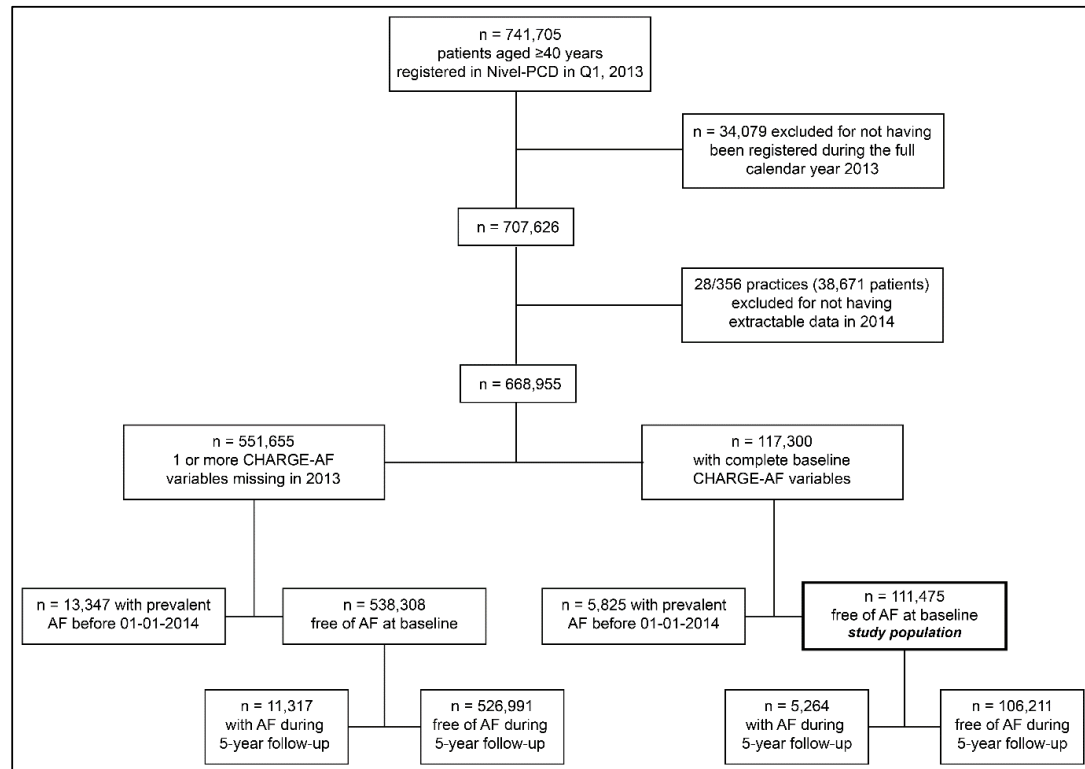 n = 741,705
patients aged ≥40 years
registered in Nivel-PCD in Q1, 2013
n = 34,079 excluded for not having
been registered during the full
calendar year 2013
n = 707,626
28/356 practices (38,671 patients)
excluded for not having
extractable data in 2014
n = 668,955
n = 551,655
1 or more CHARGE-AF
variables missing in 2013
n = 117,300
with complete baseline
CHARGE-AF variables
n = 13,347 with prevalent
AF before 01-01-2014
n = 538,308
free of AF at baseline
n = 5,825 with prevalent
AF before 01-01-2014
n = 111,475
free of AF at baseline
study population
n = 11,317
with AF during
5-year follow-up
n = 526,991
free of AF during
5-year follow-up
n = 5,264
with AF during
5-year follow-up
n = 106,211
free of AF during
5-year follow-up